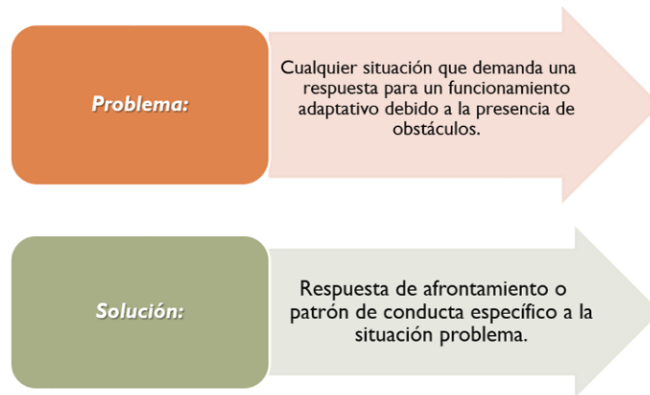 Problema:
Cualquier situación que demanda una
respuesta para un funcionamiento
adaptativo debido a la presencia de
obstáculos.
Solución:
Respuesta de afrontamiento o
patrón de conducta específico a la
situación problema.